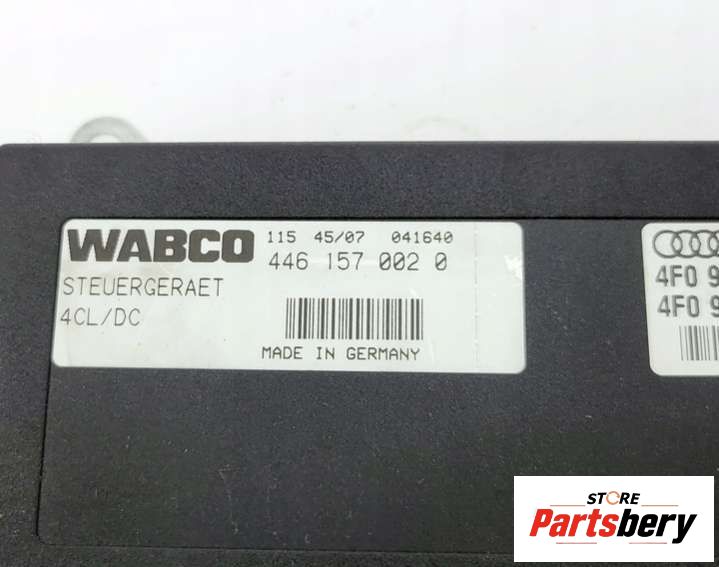 WABCO 115 45/07 041640
446 157 002 0
STEUERGERAET
4CL/DC
MADE IN GERMANY
4F0 9
4F0 9
STORE
Partsbery